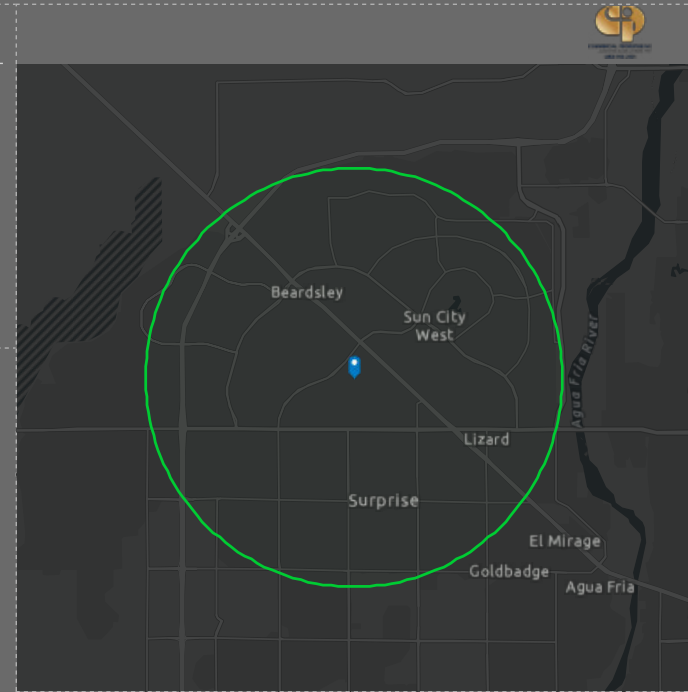 Beardsley
Sun City
West
Agua Fria River
Lizard
Surprise
El Mirage
Goldbadge
Agua Fria